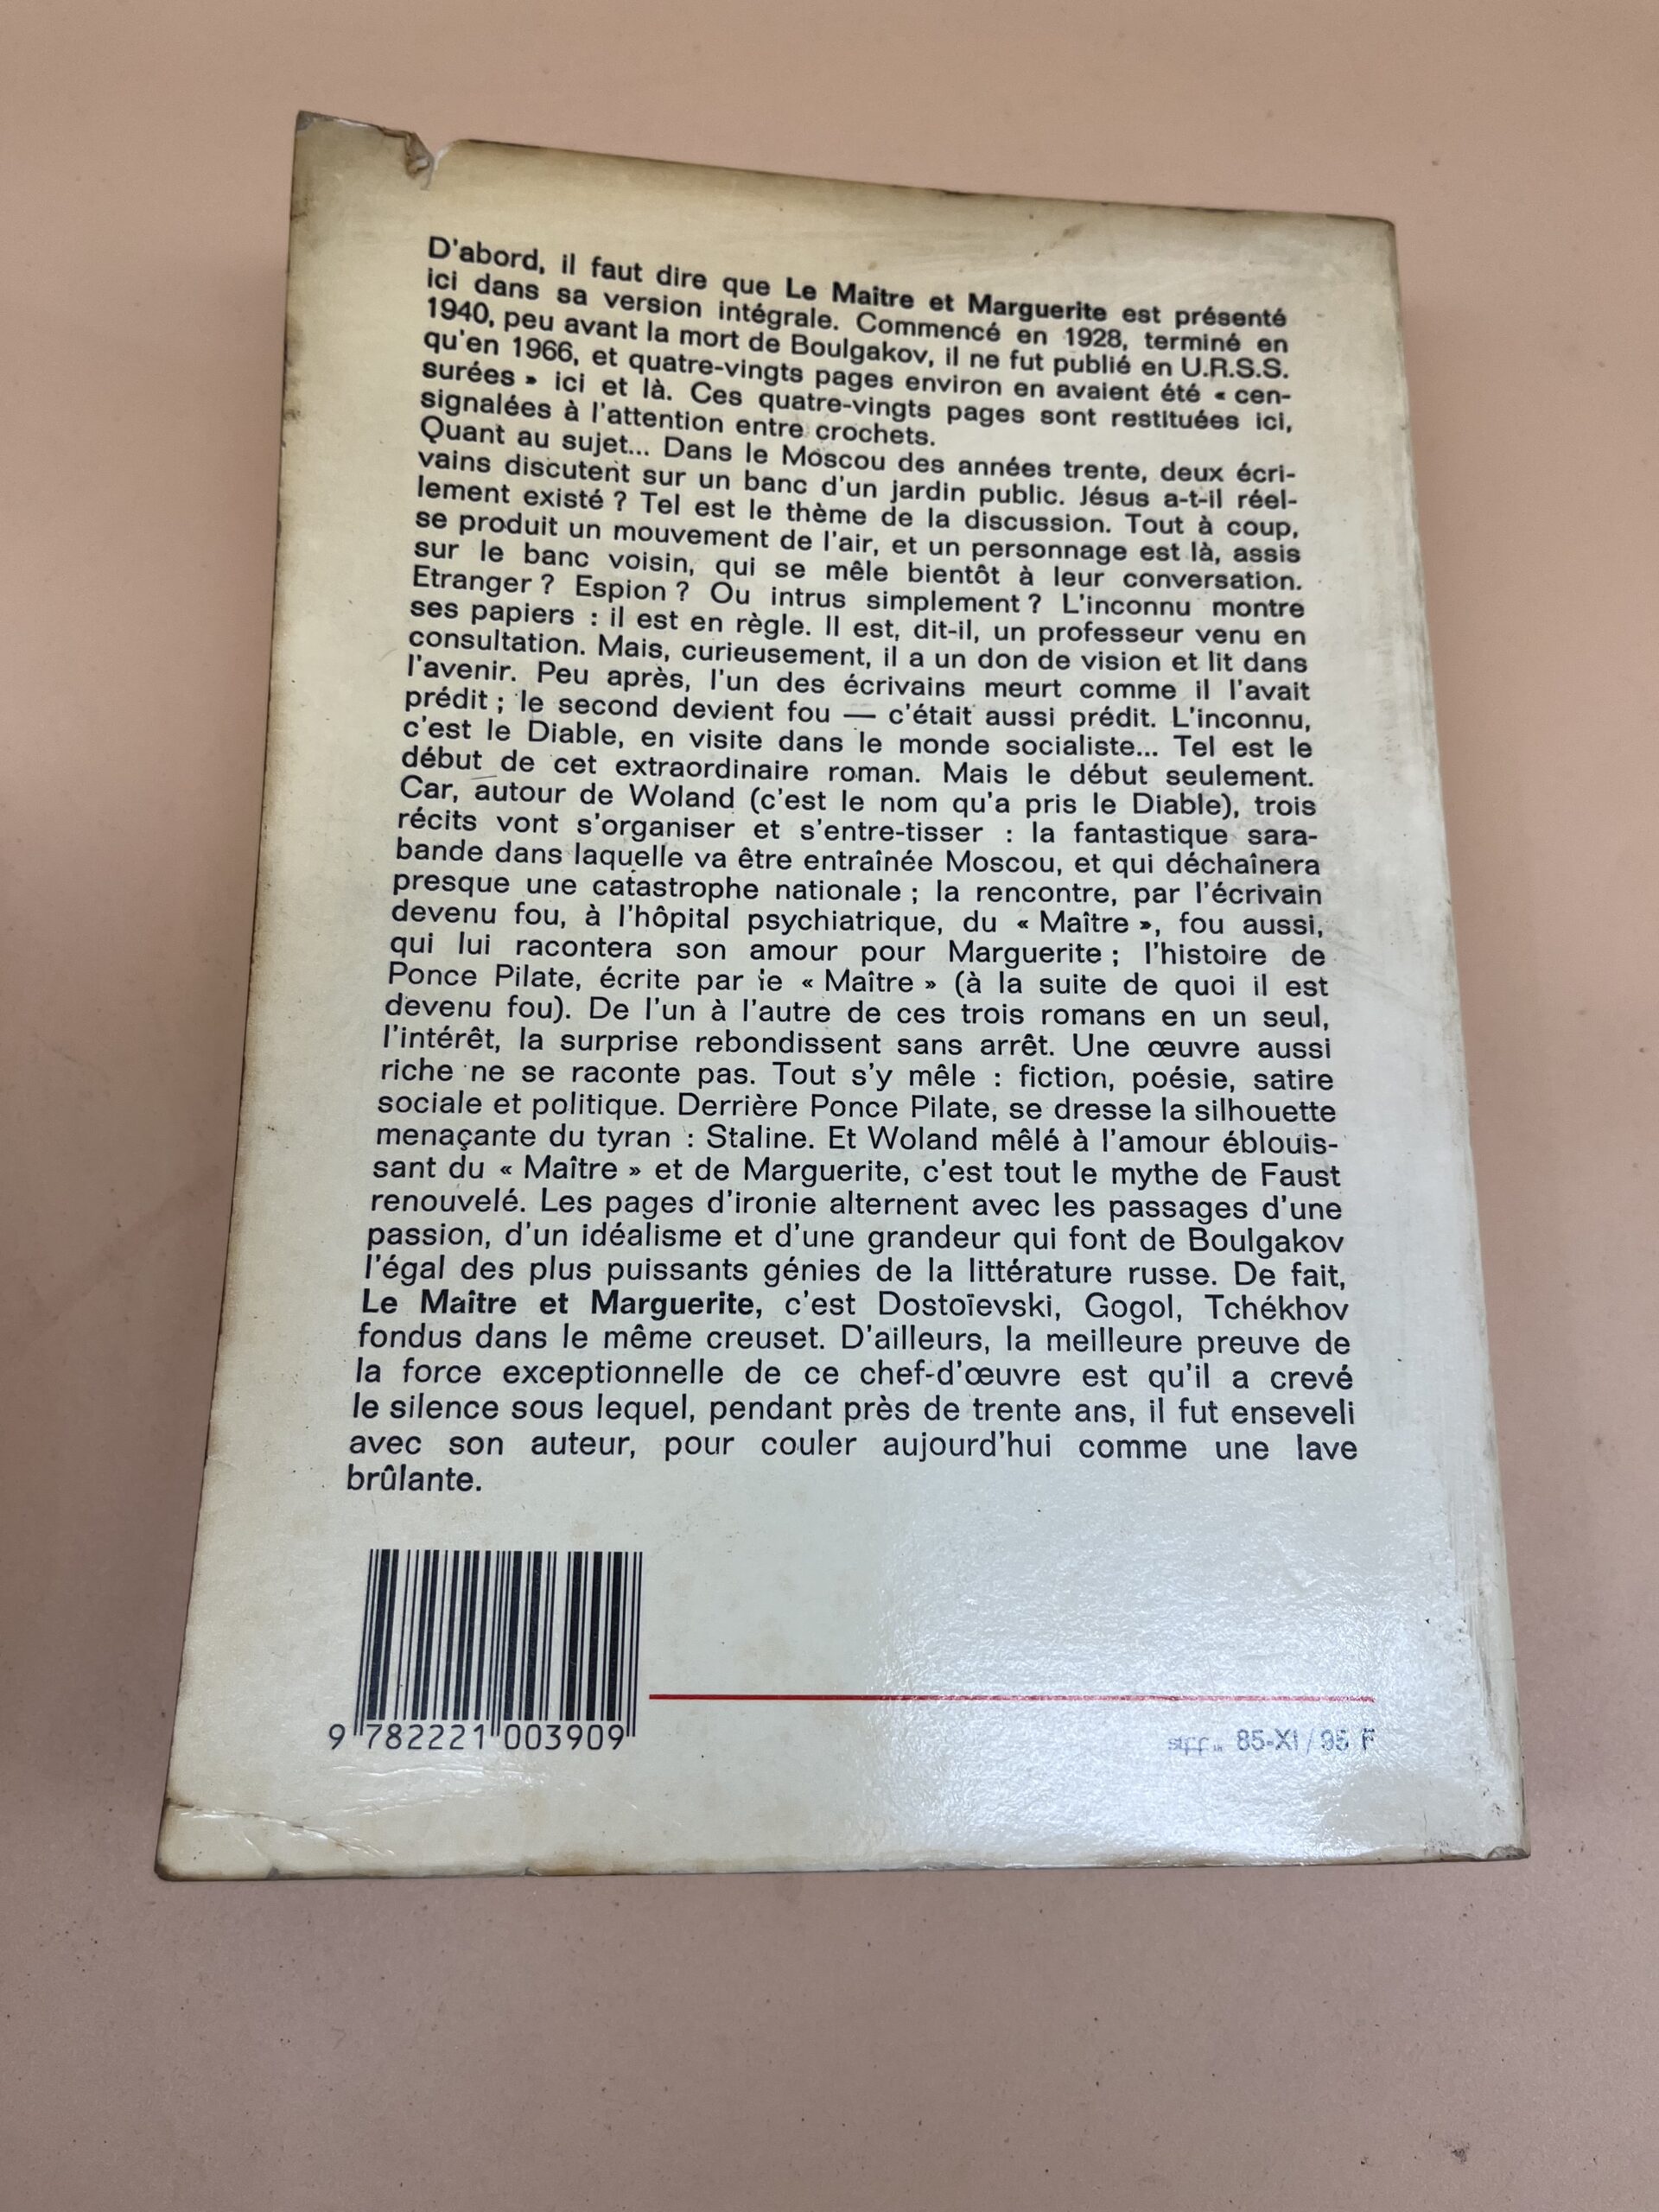 D'abord, il faut dire que Le Maître et Marguerite est présenté
ici dans sa version intégrale. Commencé en 1928, terminé en
1940, peu avant la mort de Boulgakov, il ne fut publié en U.R.S.S.
qu'en 1966, et quatre-vingts pages environ en avaient été « cen-
surées » ici et là. Ces quatre-vingts pages sont restituées ici,
signalées à l'attention entre crochets.
Quant au sujet... Dans le Moscou des années trente, deux écri-
vains discutent sur un banc d'un jardin public. Jésus a-t-il réel-
lement existé ? Tel est le thème de la discussion. Tout à coup,
se produit un mouvement de l'air, et un personnage est là, assis
sur le banc voisin, qui se mêle bientôt à leur conversation.
Etranger ? Espion ? Ou intrus simplement ? L'inconnu montre
ses papiers : il est en règle. Il est, dit-il, un professeur venu en
consultation. Mais, curieusement, il a un don de vision et lit dans
l'avenir. Peu après, l'un des écrivains meurt comme il l'avait
prédit ; le second devient fou — c'était aussi prédit. L'inconnu,
c'est le Diable, en visite dans le monde socialiste... Tel est le
début de cet extraordinaire roman. Mais le début seulement.
Car, autour de Woland (c'est le nom qu'a pris le Diable), trois
récits vont s'organiser et s'entre-tisser : la fantastique sara-
bande dans laquelle va être entraînée Moscou, et qui déchaînera
presque une catastrophe nationale ; la rencontre, par l'écrivain
devenu fou, à l'hôpital psychiatrique, du « Maître », fou aussi,
qui lui racontera son amour pour Marguerite ; l'histoire de
Ponce Pilate, écrite par le « Maître » (à la suite de quoi il est
devenu fou). De l'un à l'autre de ces trois romans en un seul,
l'intérêt, la surprise rebondissent sans arrêt. Une œuvre aussi
riche ne se raconte pas. Tout s'y mêle : fiction, poésie, satire
sociale et politique. Derrière Ponce Pilate, se dresse la silhouette
menaçante du tyran : Staline. Et Woland mêlé à l'amour éblouis-
sant du « Maître » et de Marguerite, c'est tout le mythe de Faust
renouvelé. Les pages d'ironie alternent avec les passages d'une
passion, d'un idéalisme et d'une grandeur qui font de Boulgakov
l'égal des plus puissants génies de la littérature russe. De fait,
Le Maître et Marguerite, c'est Dostoïevski, Gogol, Tchékhov
fondus dans le même creuset. D'ailleurs, la meilleure preuve de
la force exceptionnelle de ce chef-d'œuvre est qu'il a crevé
le silence sous lequel, pendant près de trente ans, il fut enseveli
avec son auteur, pour couler aujourd'hui comme une lave
brûlante.
9 782221 003909
85-XI / 95 F